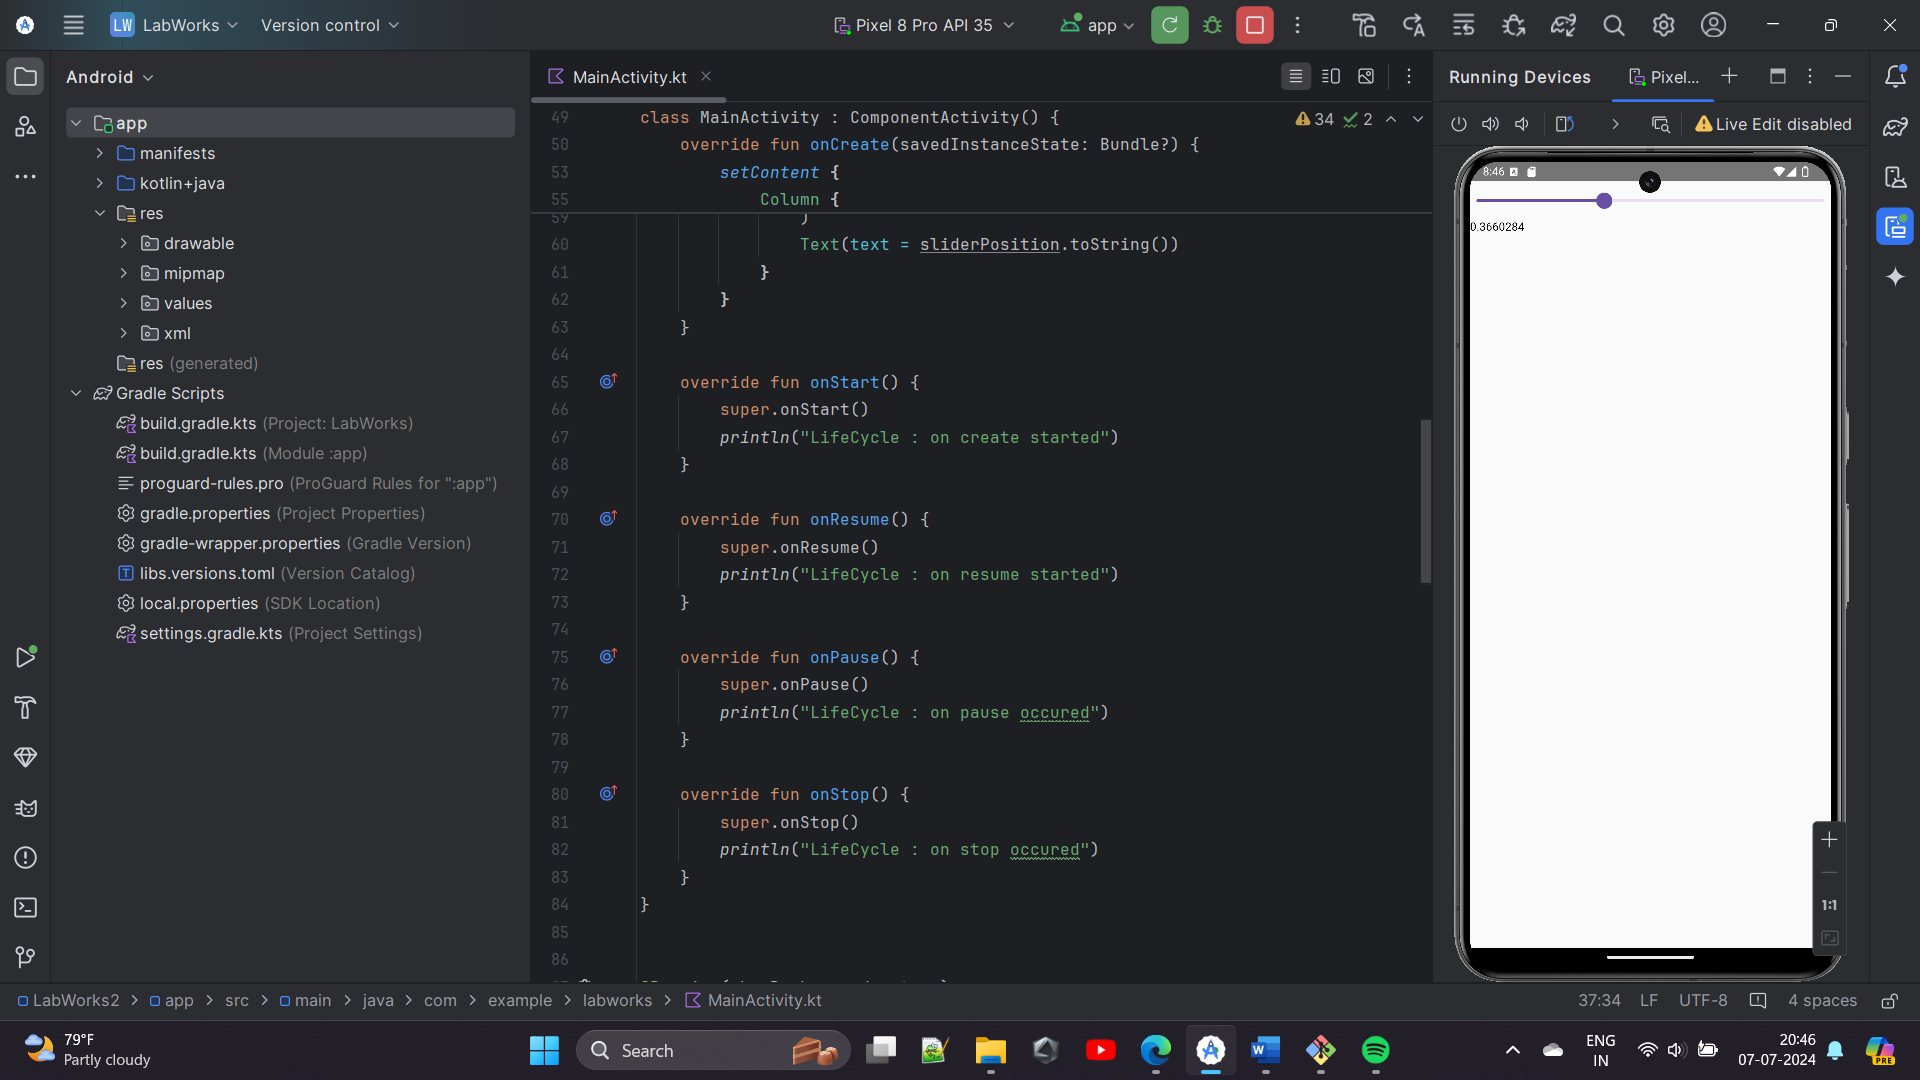 LW LabWorks Version control Pixel 8 Pro API 35 app
Android
app
manifests
kotlin+java
res
drawable
mipmap
values
xml
res (generated)
Gradle Scripts
build.gradle.kts (Project: LabWorks)
build.gradle.kts (Module :app)
proguard-rules.pro (ProGuard Rules for ":app")
gradle.properties (Project Properties)
gradle-wrapper.properties (Gradle Version)
libs.versions.toml (Version Catalog)
local.properties (SDK Location)
settings.gradle.kts (Project Settings)
MainActivity.kt
34 2
49 class MainActivity : ComponentActivity() {
50 override fun onCreate(savedInstanceState: Bundle?) {
53 setContent {
55 Column {
59 )
60 Text(text = sliderPosition.toString())
61 }
62 }
63 }
64
65 override fun onStart() {
66 super.onStart()
67 println("LifeCycle : on create started")
68 }
69
70 override fun onResume() {
71 super.onResume()
72 println("LifeCycle : on resume started")
73 }
74
75 override fun onPause() {
76 super.onPause()
77 println("LifeCycle : on pause occured")
78 }
79
80 override fun onStop() {
81 super.onStop()
82 println("LifeCycle : on stop occured")
83 }
84 }
85
86
Running Devices Pixel...
Live Edit disabled
8:46
0.3660284
1:1
LabWorks2 > app > src > main > java > com > example > labworks > MainActivity.kt
37:34 LF UTF-8 4 spaces
79°F
Partly cloudy
Search
ENG
IN
20:46
07-07-2024
PRE